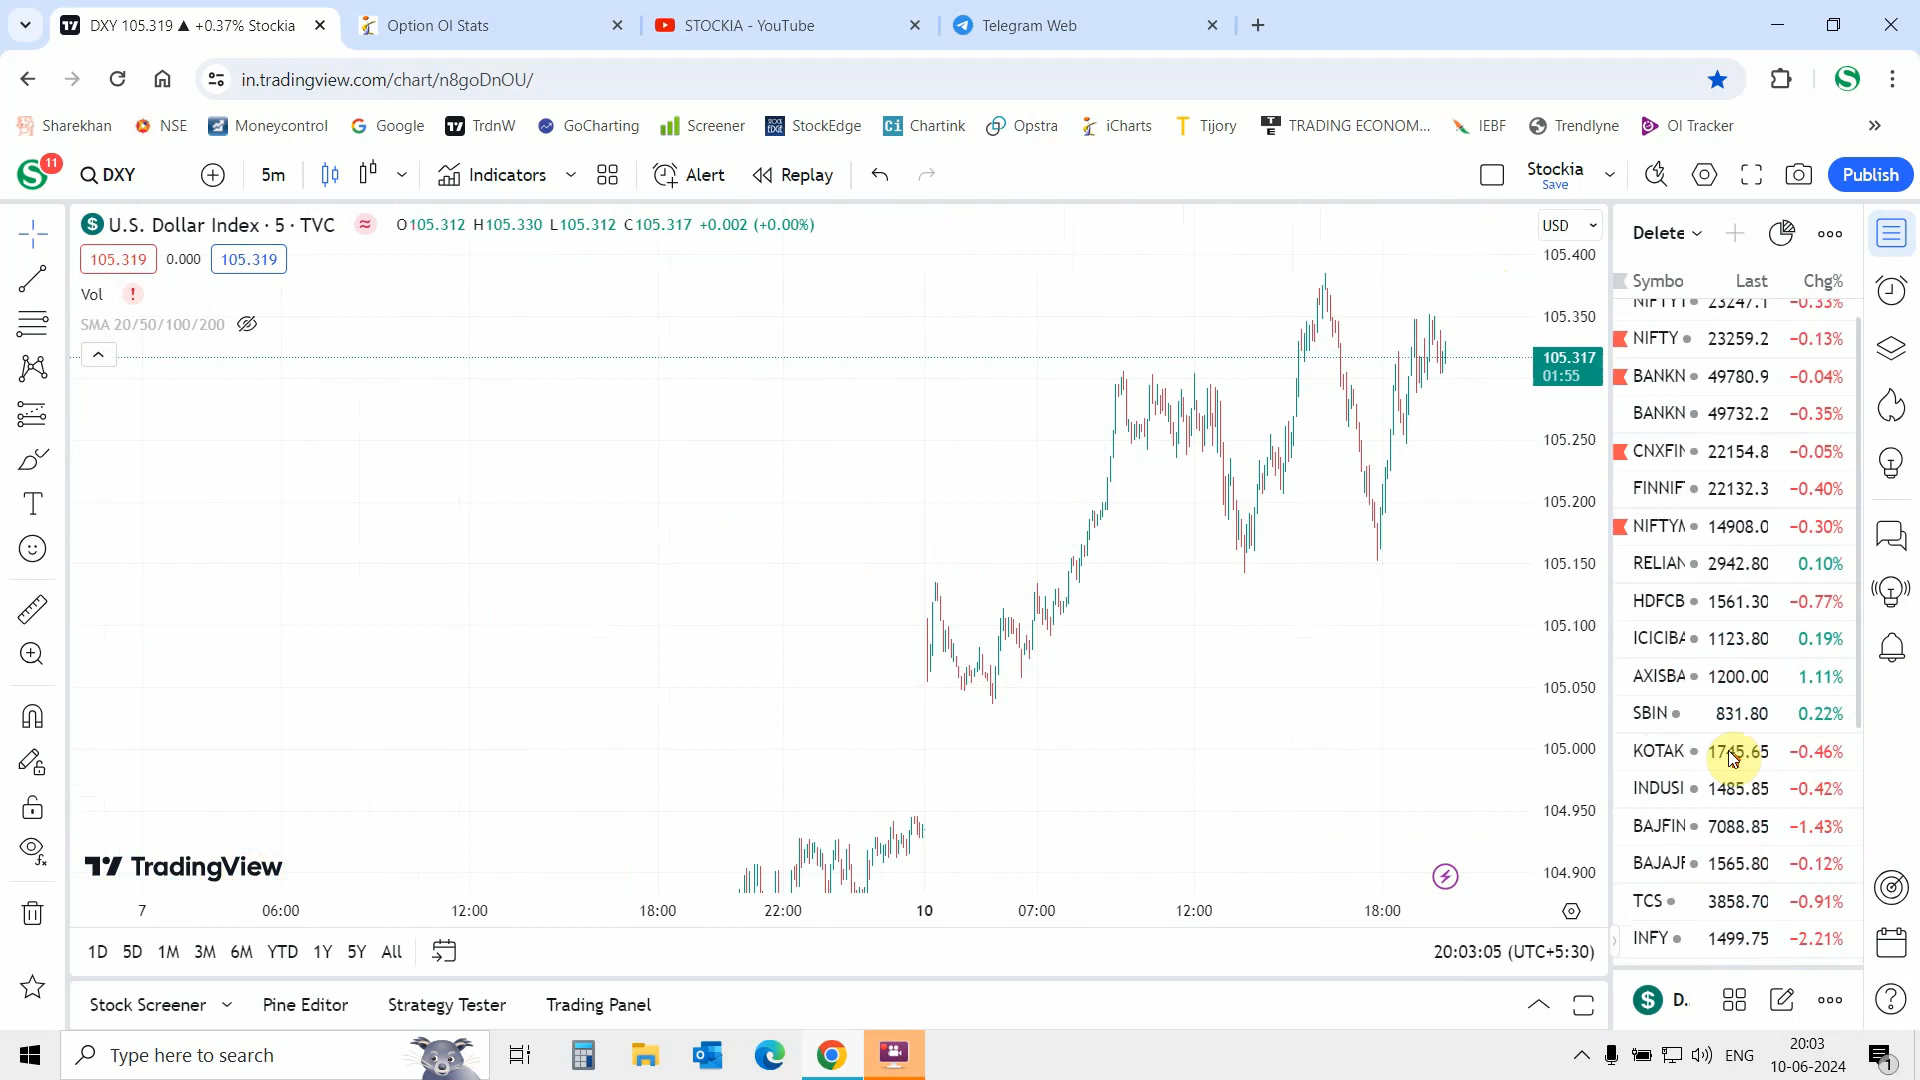 DXY 105.319 ▲ +0.37% Stockia
Option OI Stats
STOCKIA - YouTube
Telegram Web
in.tradingview.com/chart/n8goDnOU/
Sharekhan
NSE
Moneycontrol
Google
TrdnW
GoCharting
Screener
StockEdge
Chartink
Opstra
iCharts
Tijory
TRADING ECONOM...
IEBF
Trendlyne
OI Tracker
11
DXY
5m
Indicators
Alert
Replay
Stockia
Save
Publish
U.S. Dollar Index · 5 · TVC
O105.312 H105.330 L105.312 C105.317 +0.002 (+0.00%)
USD
105.319 0.000 105.319
Vol
SMA 20/50/100/200
105.400
105.350
105.317
01:55
105.250
105.200
105.150
105.100
105.050
105.000
104.950
104.900
TradingView
7 06:00 12:00 18:00 22:00 10 07:00 12:00 18:00
1D 5D 1M 3M 6M YTD 1Y 5Y All
20:03:05 (UTC+5:30)
Stock Screener
Pine Editor
Strategy Tester
Trading Panel
Delete
Symbo Last Chg%
NIFTY1 23247.1 −0.33%
NIFTY 23259.2 −0.13%
BANKN 49780.9 −0.04%
BANKN 49732.2 −0.35%
CNXFIN 22154.8 −0.05%
FINNIF 22132.3 −0.40%
NIFTYM 14908.0 −0.30%
RELIAN 2942.80 0.10%
HDFCB 1561.30 −0.77%
ICICIBA 1123.80 0.19%
AXISBA 1200.00 1.11%
SBIN 831.80 0.22%
KOTAK 1745.65 −0.46%
INDUSI 1485.85 −0.42%
BAJFIN 7088.85 −1.43%
BAJAJF 1565.80 −0.12%
TCS 3858.70 −0.91%
INFY 1499.75 −2.21%
D.
Type here to search
ENG
20:03
10-06-2024
1